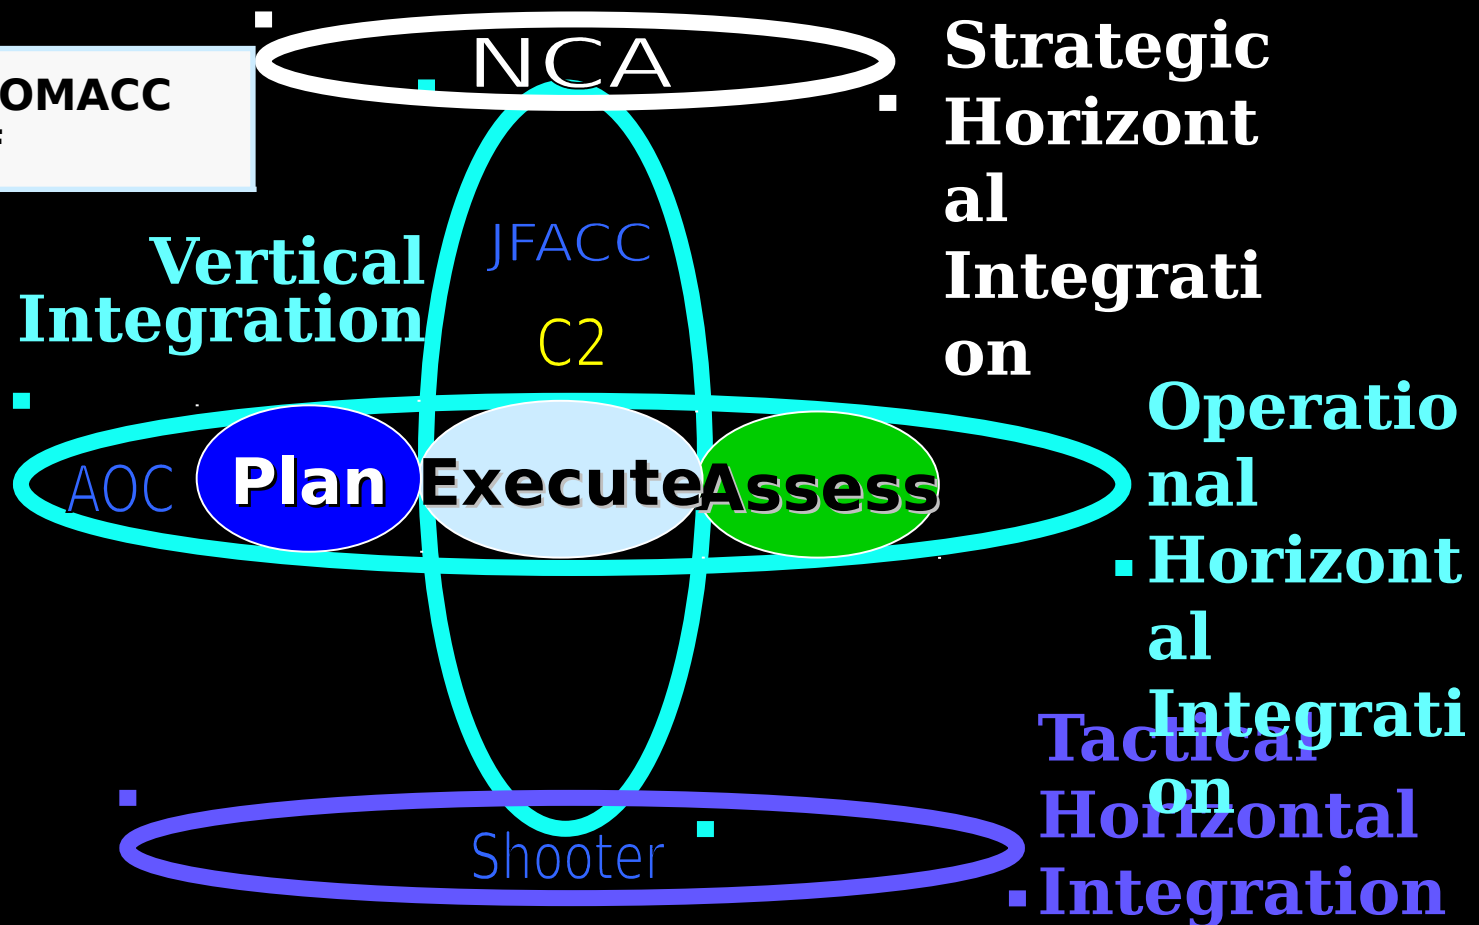 NCA
OMACC
JFACC
C2
Vertical
Integration
Strategic
Horizont
al
Integrati
on
AOC
Plan
Execute
Assess
Operatio
nal
Horizont
al
Integrati
on
Shooter
Tactical
Horizontal
Integration